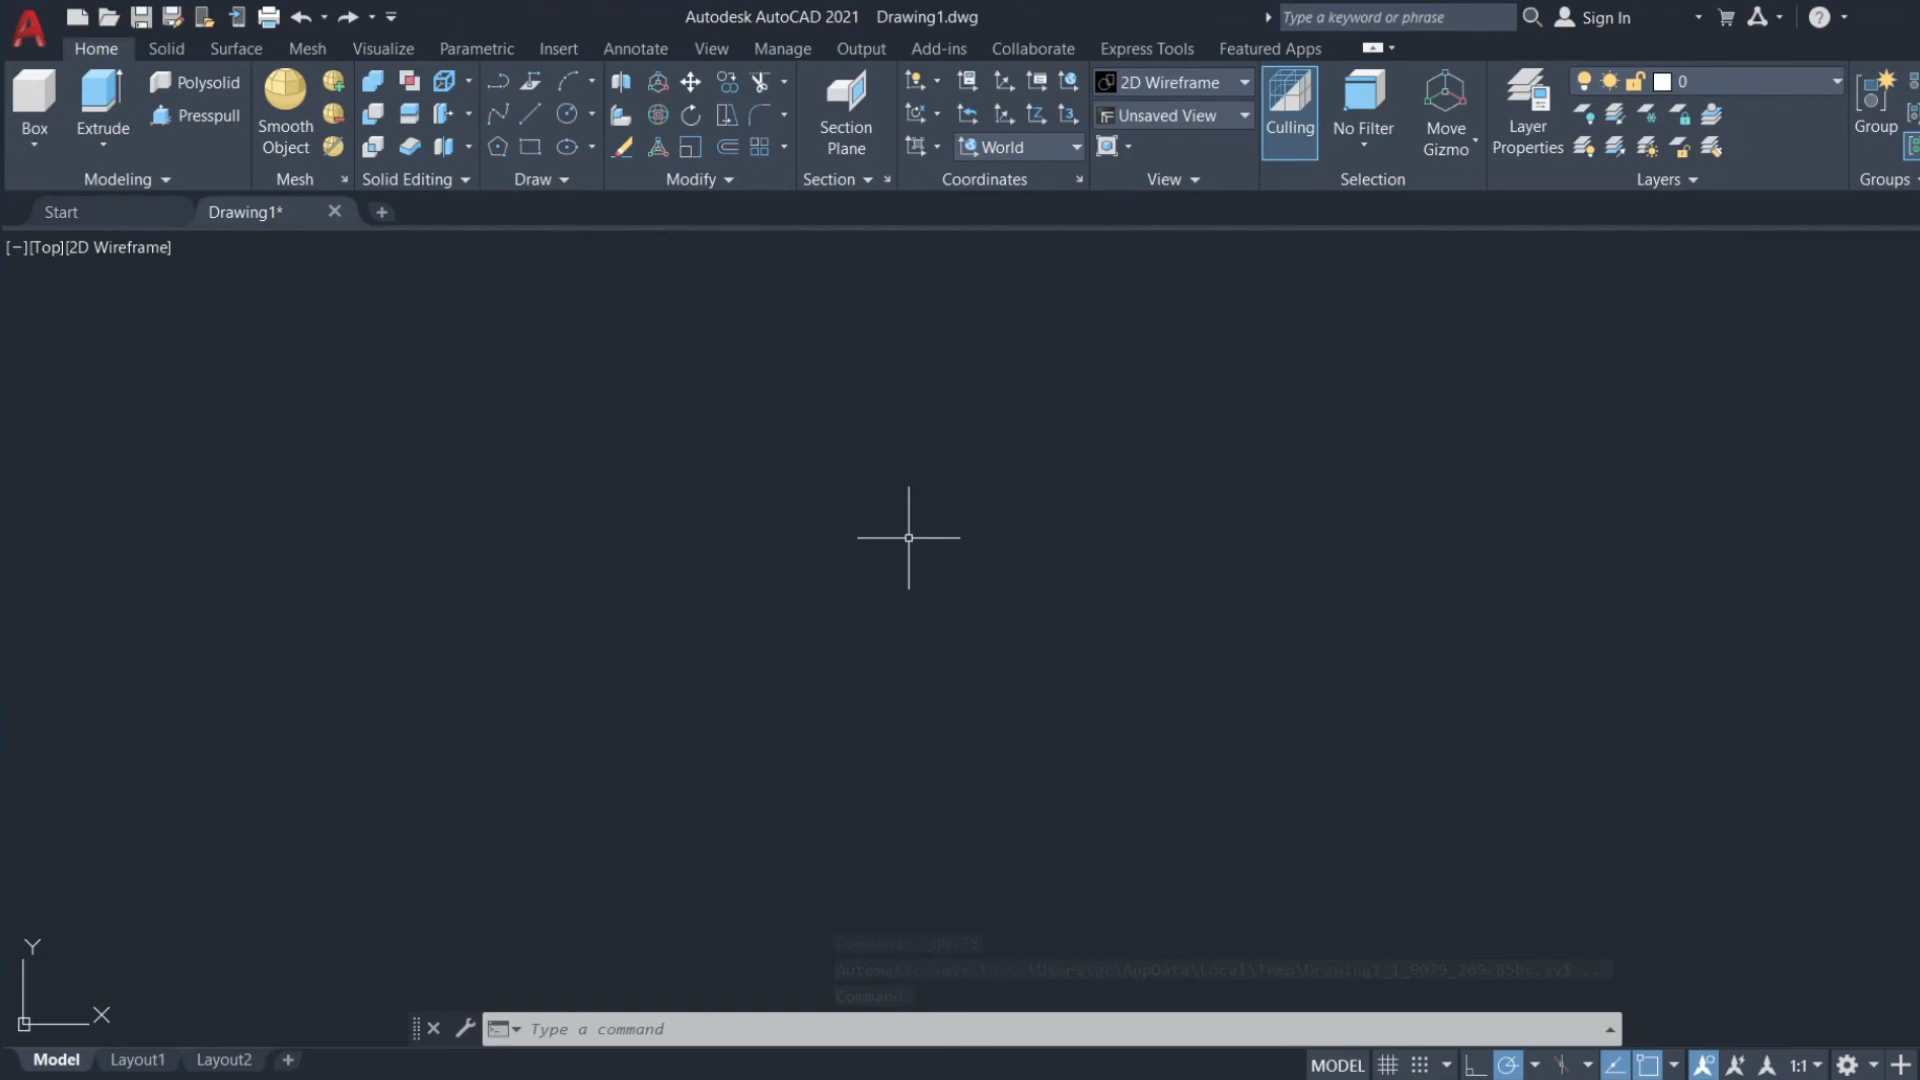 Autodesk AutoCAD 2021 Drawing1.dwg
Type a keyword or phrase
Sign In
Home Solid Surface Mesh Visualize Parametric Insert Annotate View Manage Output Add-ins Collaborate Express Tools Featured Apps
Box
Extrude
Polysolid
Presspull
Modeling
Smooth
Object
Mesh
Solid Editing
Draw
Modify
Section
Plane
Section
World
Coordinates
2D Wireframe
Unsaved View
View
Culling
No Filter
Move
Gizmo
Selection
Layer
Properties
0
Layers
Group
Groups
Start
Drawing1*
[−][Top][2D Wireframe]
Y
X
Command: _UNITS
Command:
Type a command
Model Layout1 Layout2
MODEL
1:1